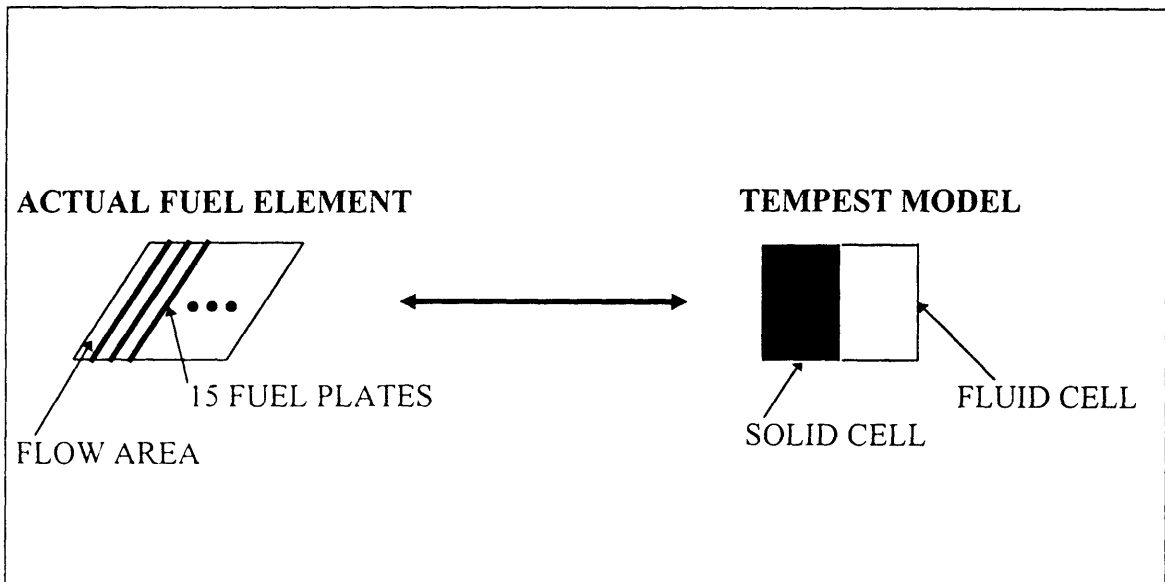 ACTUAL FUEL ELEMENT
15 FUEL PLATES
FLOW AREA
TEMPEST MODEL
FLUID CELL
SOLID CELL